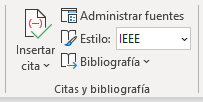 Insertar
cita
Administrar fuentes
Estilo: IEEE
Bibliografía
Citas y bibliografía